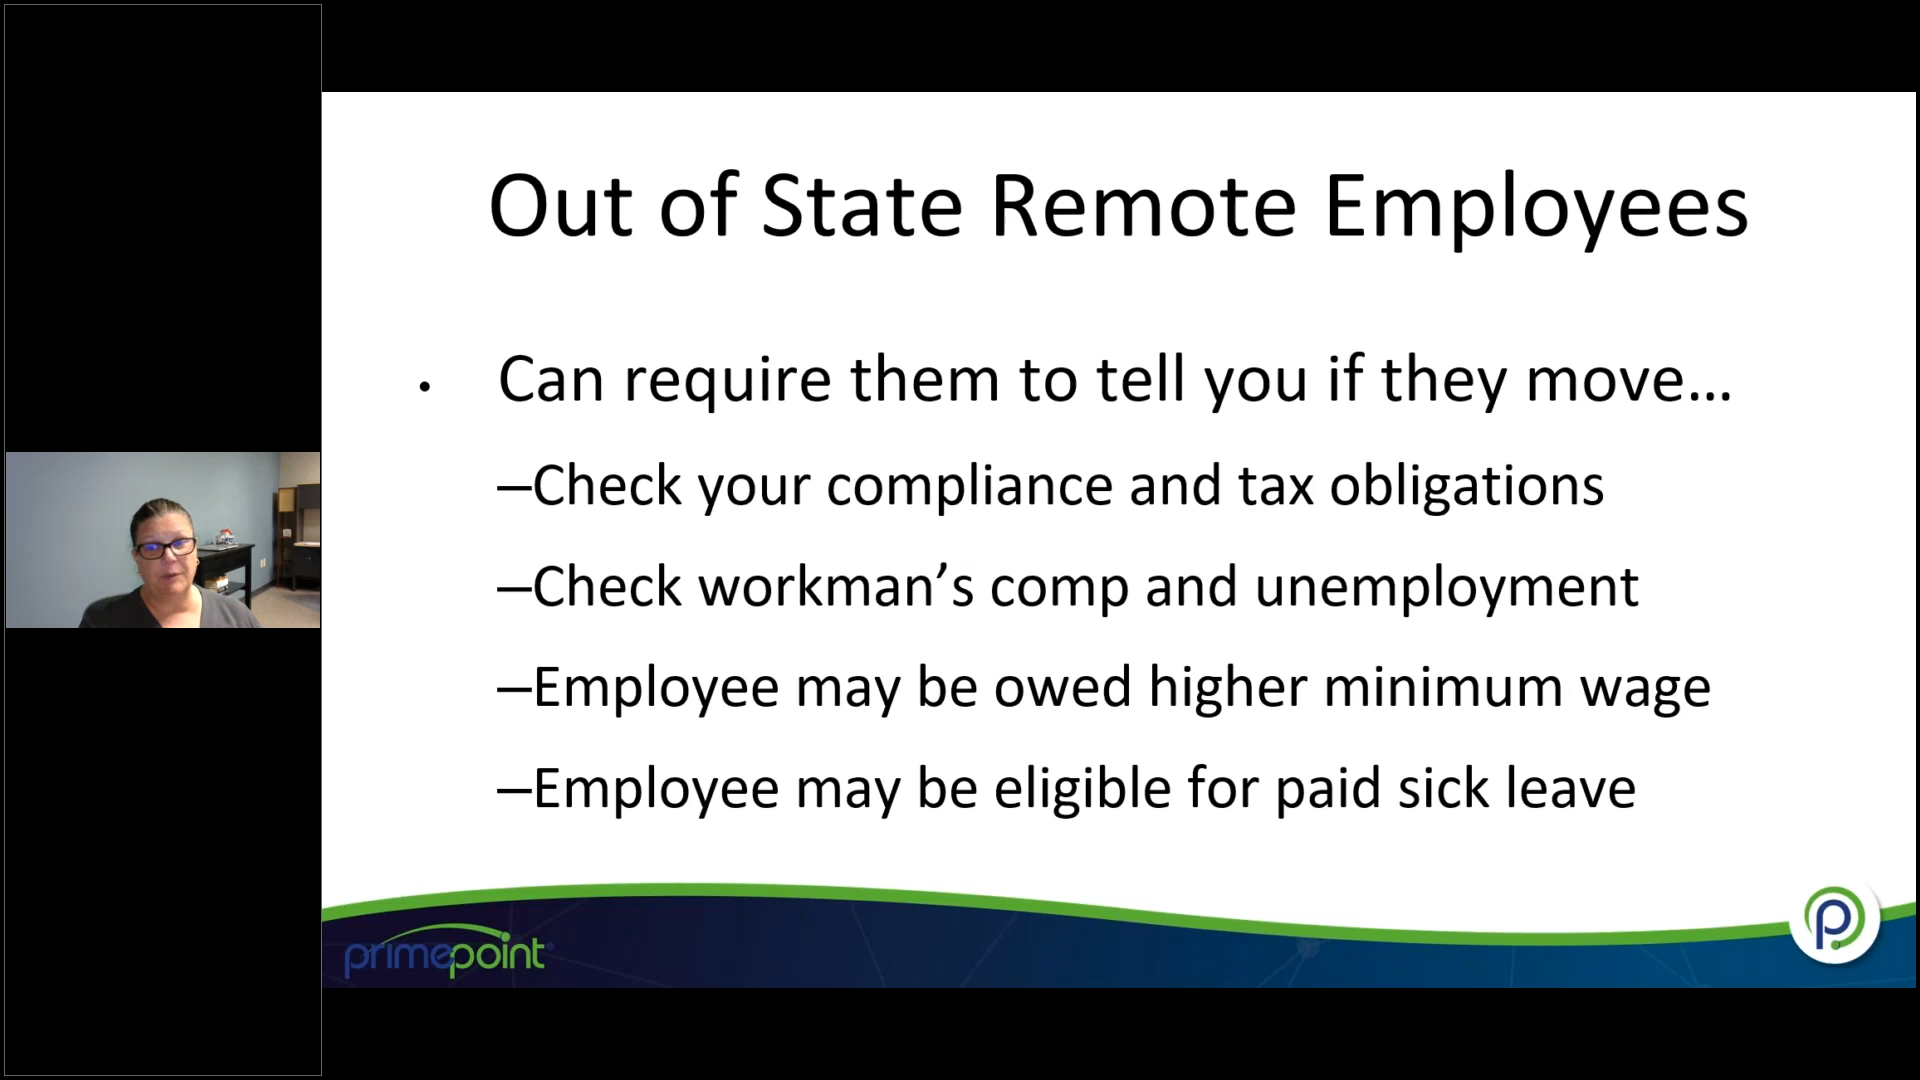 Out of State Remote Employees
• Can require them to tell you if they move...
–Check your compliance and tax obligations
–Check workman’s comp and unemployment
–Employee may be owed higher minimum wage
–Employee may be eligible for paid sick leave
primepoint®
p